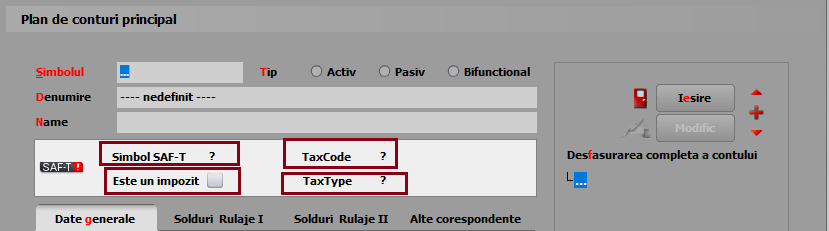 Plan de conturi principal
Simbolul ... Tip Activ Pasiv Bifunctional
Denumire ---- nedefinit ----
Name
Iesire
Modific
SAF-T ! Simbol SAF-T ? TaxCode ?
Este un impozit TaxType ?
Desfasurarea completa a contului
...
Date generale Solduri Rulaje I Solduri Rulaje II Alte corespondente